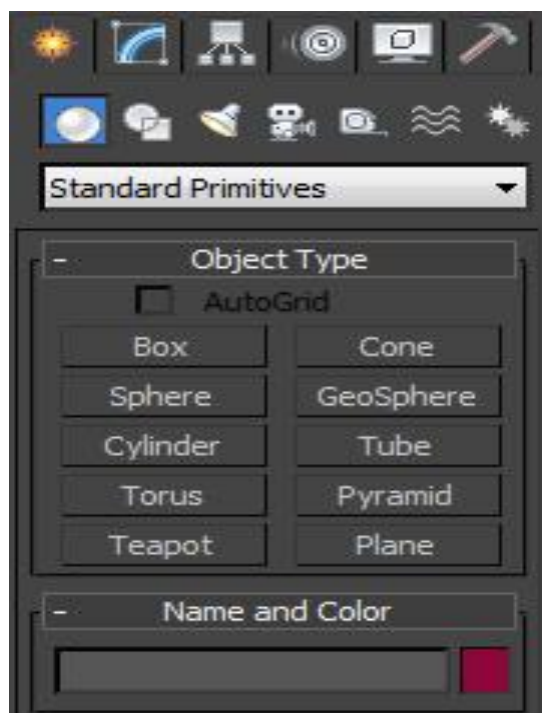 Standard Primitives
- Object Type
AutoGrid
Box Cone
Sphere GeoSphere
Cylinder Tube
Torus Pyramid
Teapot Plane
- Name and Color